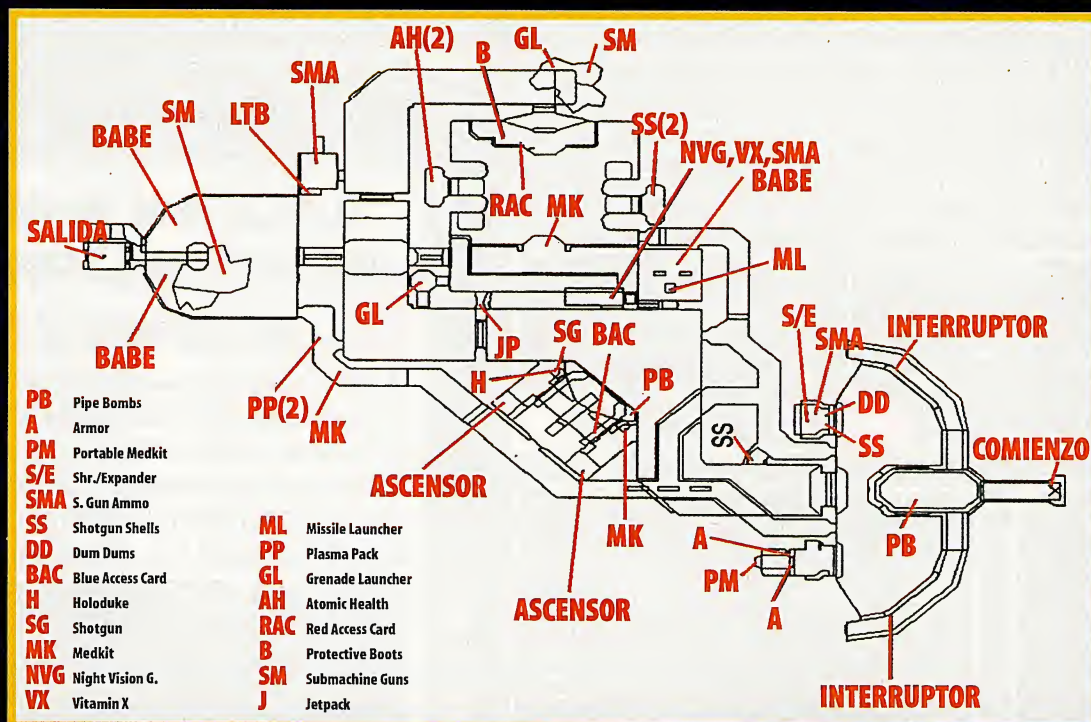 AH(2)
GL
SM
B
SMA
SM
LTB
SS(2)
BABE
NVG,VX,SMA
BABE
RAC
MK
SALIDA
ML
GL
S/E
SMA
INTERRUPTOR
BABE
JP
SG
BAC
H
PB
DD
PP(2)
SS
SS
MK
COMIENZO
ASCENSOR
MK
A
PB
PM
ASCENSOR
A
INTERRUPTOR
PB Pipe Bombs
A Armor
PM Portable Medkit
S/E Shr./Expander
SMA S. Gun Ammo
SS Shotgun Shells
DD Dum Dums
BAC Blue Access Card
H Holoduke
SG Shotgun
MK Medkit
NVG Night Vision G.
VX Vitamin X
ML Missile Launcher
PP Plasma Pack
GL Grenade Launcher
AH Atomic Health
RAC Red Access Card
B Protective Boots
SM Submachine Guns
J Jetpack